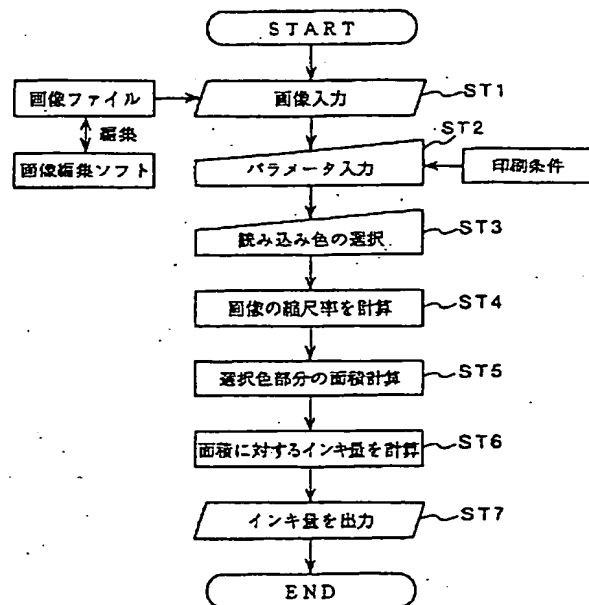 START
画像ファイル
画像入力
ST1
編集
ST2
画像編集ソフト
パラメータ入力
印刷条件
読み込み色の選択
ST3
画像の縮尺率を計算
ST4
選択色部分の面積計算
ST5
面積に対するインキ量を計算
ST6
インキ量を出力
ST7
END